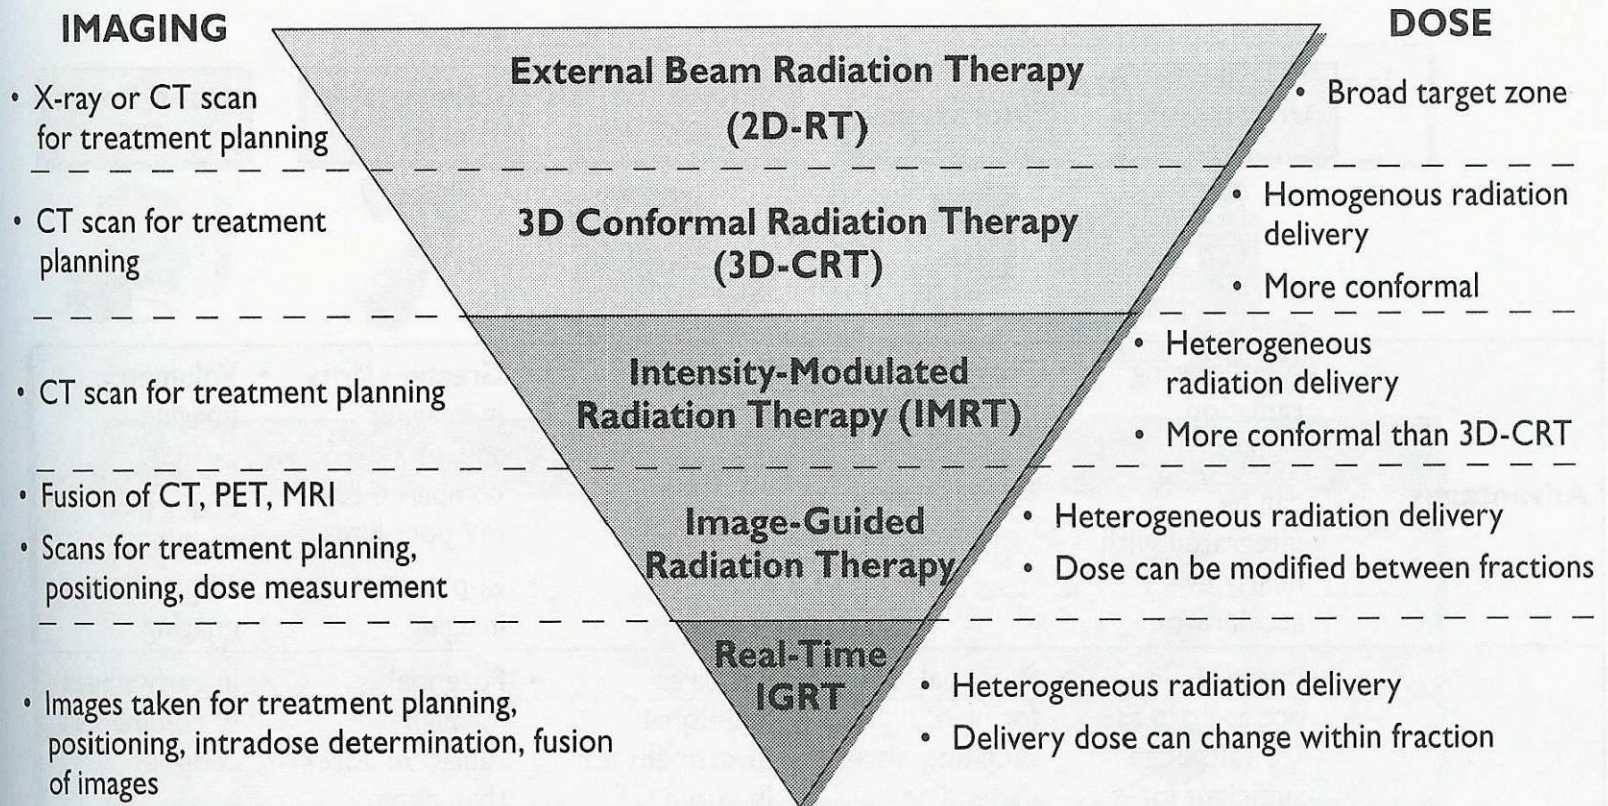 IMAGING
DOSE
External Beam Radiation Therapy
(2D-RT)
• X-ray or CT scan
for treatment planning
• Broad target zone
3D Conformal Radiation Therapy
(3D-CRT)
• CT scan for treatment
planning
• Homogenous radiation
delivery
• More conformal
Intensity-Modulated
Radiation Therapy (IMRT)
• CT scan for treatment planning
• Heterogeneous
radiation delivery
• More conformal than 3D-CRT
Image-Guided
Radiation Therapy
• Fusion of CT, PET, MRI
• Scans for treatment planning,
positioning, dose measurement
• Heterogeneous radiation delivery
• Dose can be modified between fractions
Real-Time
IGRT
• Images taken for treatment planning,
positioning, intradose determination, fusion
of images
• Heterogeneous radiation delivery
• Delivery dose can change within fraction